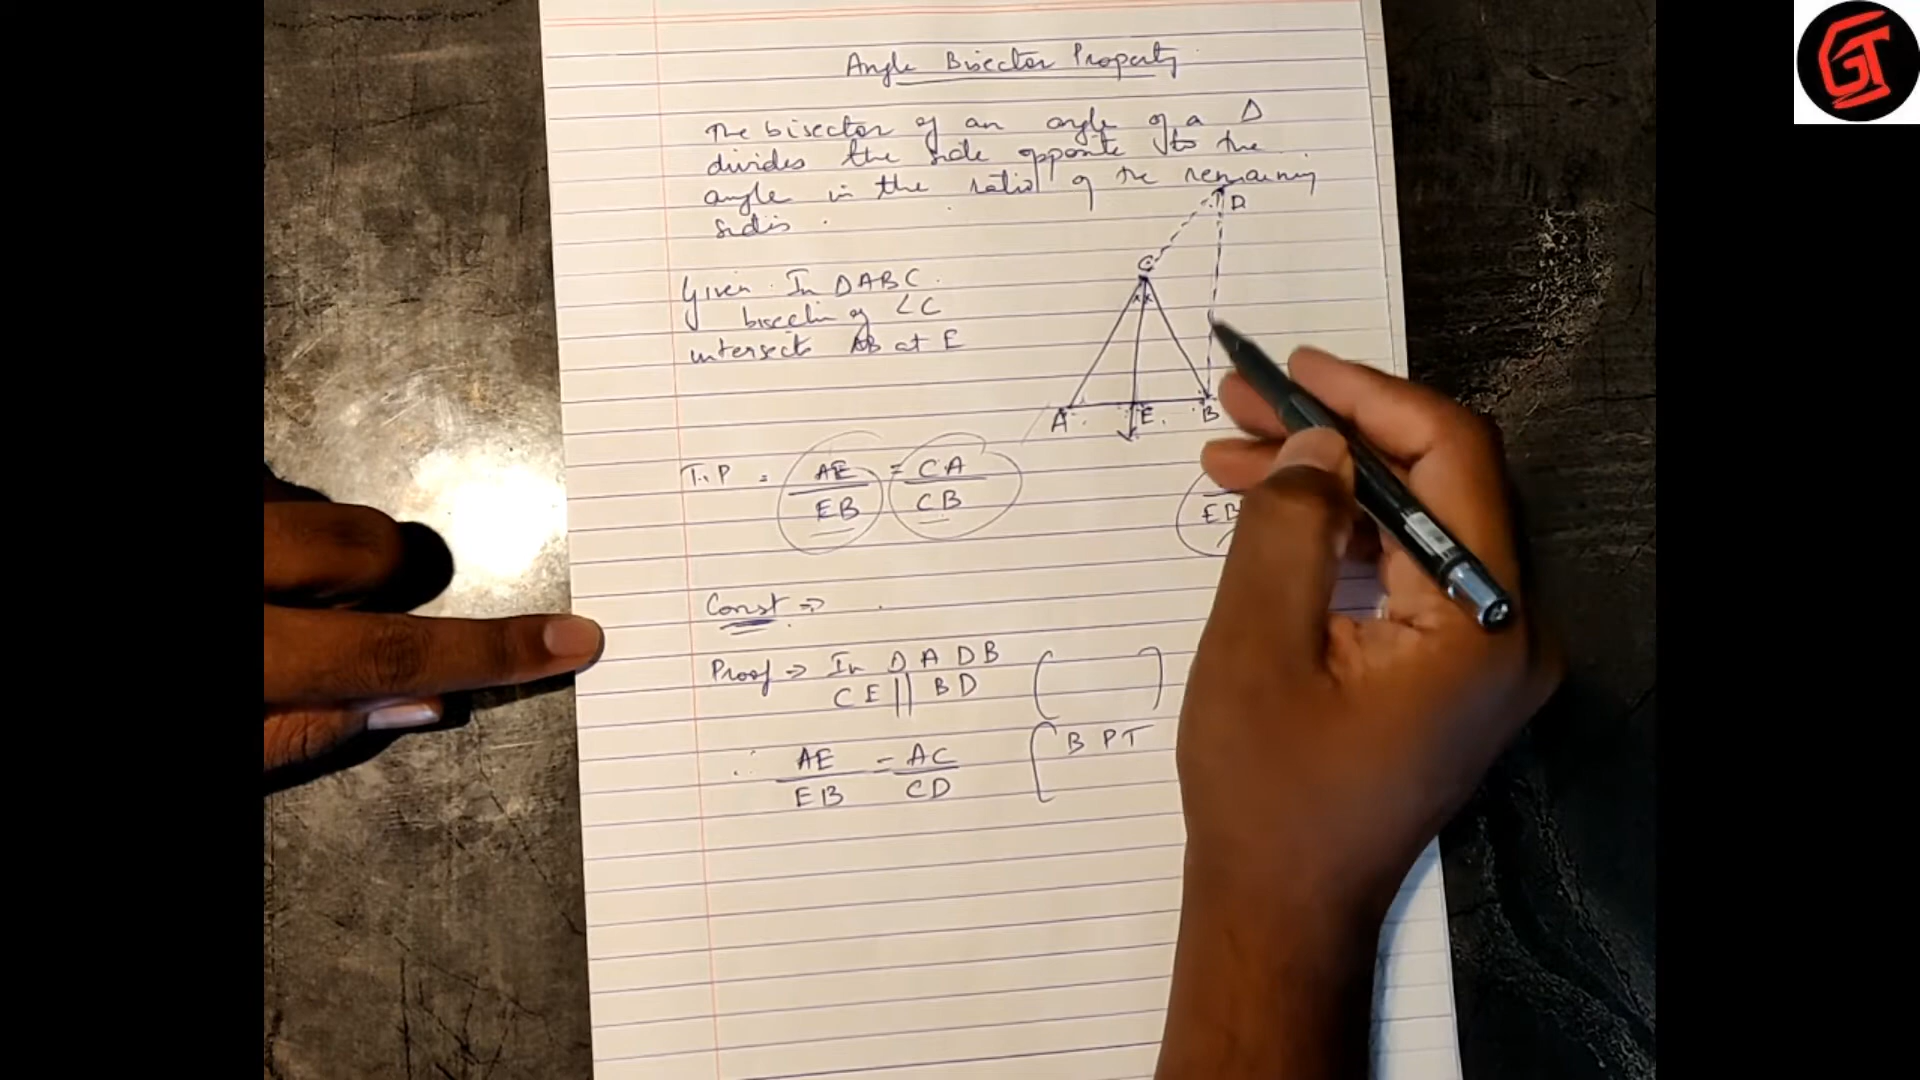 Angle Bisector Property
The bisector of an angle of a Δ
divides the side opposite to the
angle in the ratio of the remaining
sides.
D
Given. In ΔABC.
bisector of ∠C
intersects AB at E
C
x x
A E B
T.P = AE/EB = CA/CB
EB
Const ⇒
Proof ⇒ In Δ ADB
CE || BD ( )
∴ AE/EB = AC/CD ( BPT
GT